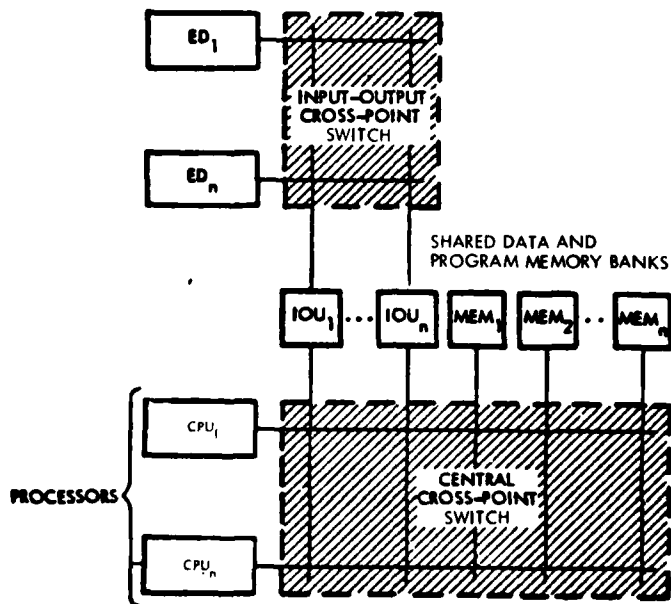 ED1
INPUT-OUTPUT
CROSS-POINT
SWITCH
EDn
SHARED DATA AND
PROGRAM MEMORY BANKS
IOU1 ... IOUn MEM1 MEM2 .. MEMn
CPU1
PROCESSORS
CENTRAL
CROSS-POINT
SWITCH
CPUn